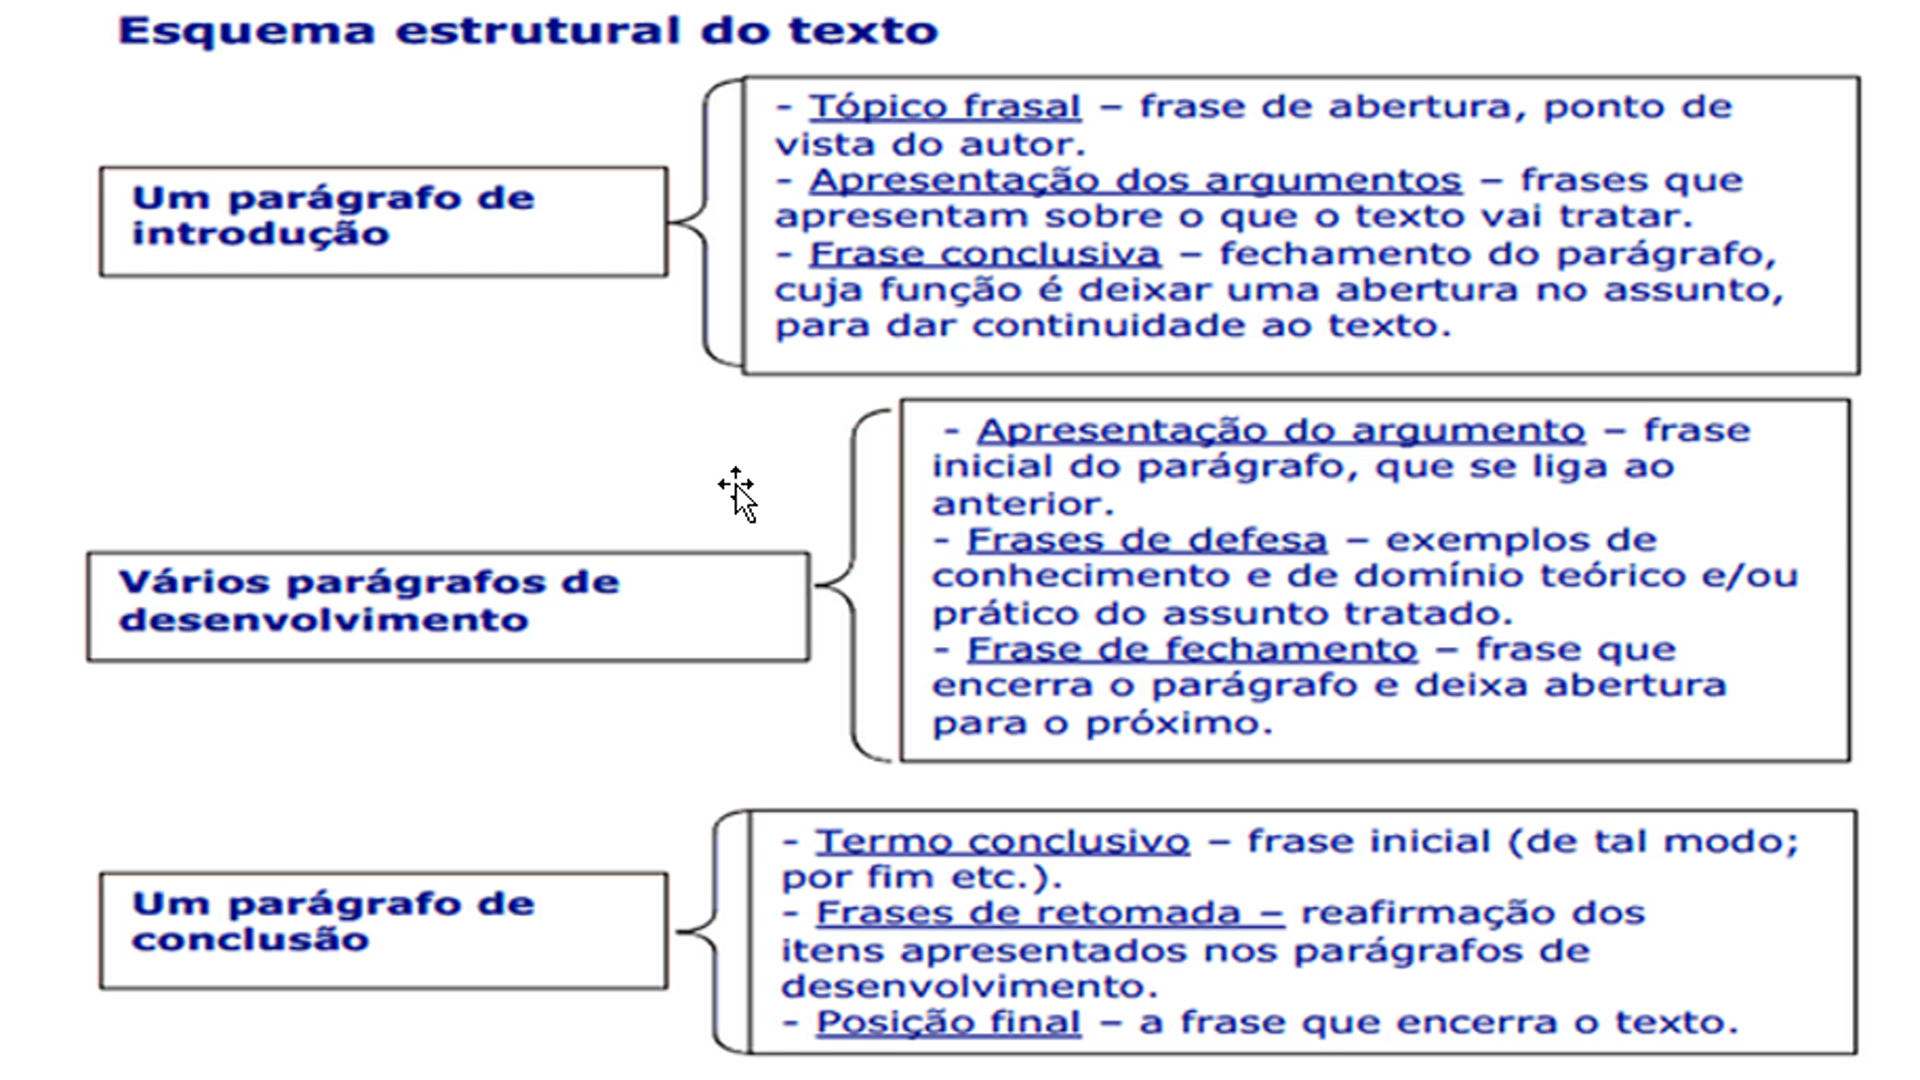 Esquema estrutural do texto
Um parágrafo de
introdução
- Tópico frasal – frase de abertura, ponto de
vista do autor.
- Apresentação dos argumentos – frases que
apresentam sobre o que o texto vai tratar.
- Frase conclusiva – fechamento do parágrafo,
cuja função é deixar uma abertura no assunto,
para dar continuidade ao texto.
Vários parágrafos de
desenvolvimento
- Apresentação do argumento – frase
inicial do parágrafo, que se liga ao
anterior.
- Frases de defesa – exemplos de
conhecimento e de domínio teórico e/ou
prático do assunto tratado.
- Frase de fechamento – frase que
encerra o parágrafo e deixa abertura
para o próximo.
Um parágrafo de
conclusão
- Termo conclusivo – frase inicial (de tal modo;
por fim etc.).
- Frases de retomada – reafirmação dos
itens apresentados nos parágrafos de
desenvolvimento.
- Posição final – a frase que encerra o texto.